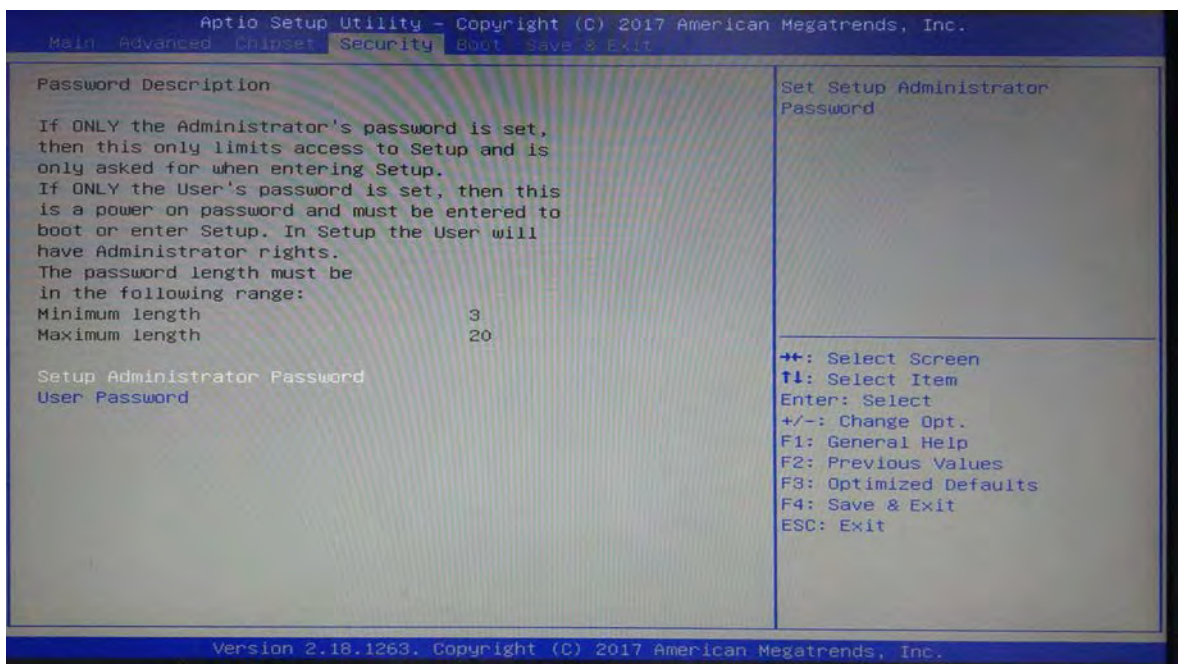 Aptio Setup Utility – Copyright (C) 2017 American Megatrends, Inc.
Main Advanced Chipset Security Boot Save & Exit
Password Description
If ONLY the Administrator's password is set,
then this only limits access to Setup and is
only asked for when entering Setup.
If ONLY the User's password is set, then this
is a power on password and must be entered to
boot or enter Setup. In Setup the User will
have Administrator rights.
The password length must be
in the following range:
Minimum length 3
Maximum length 20
Setup Administrator Password
User Password
Set Setup Administrator
Password
→←: Select Screen
↑↓: Select Item
Enter: Select
+/-: Change Opt.
F1: General Help
F2: Previous Values
F3: Optimized Defaults
F4: Save & Exit
ESC: Exit
Version 2.18.1263. Copyright (C) 2017 American Megatrends, Inc.